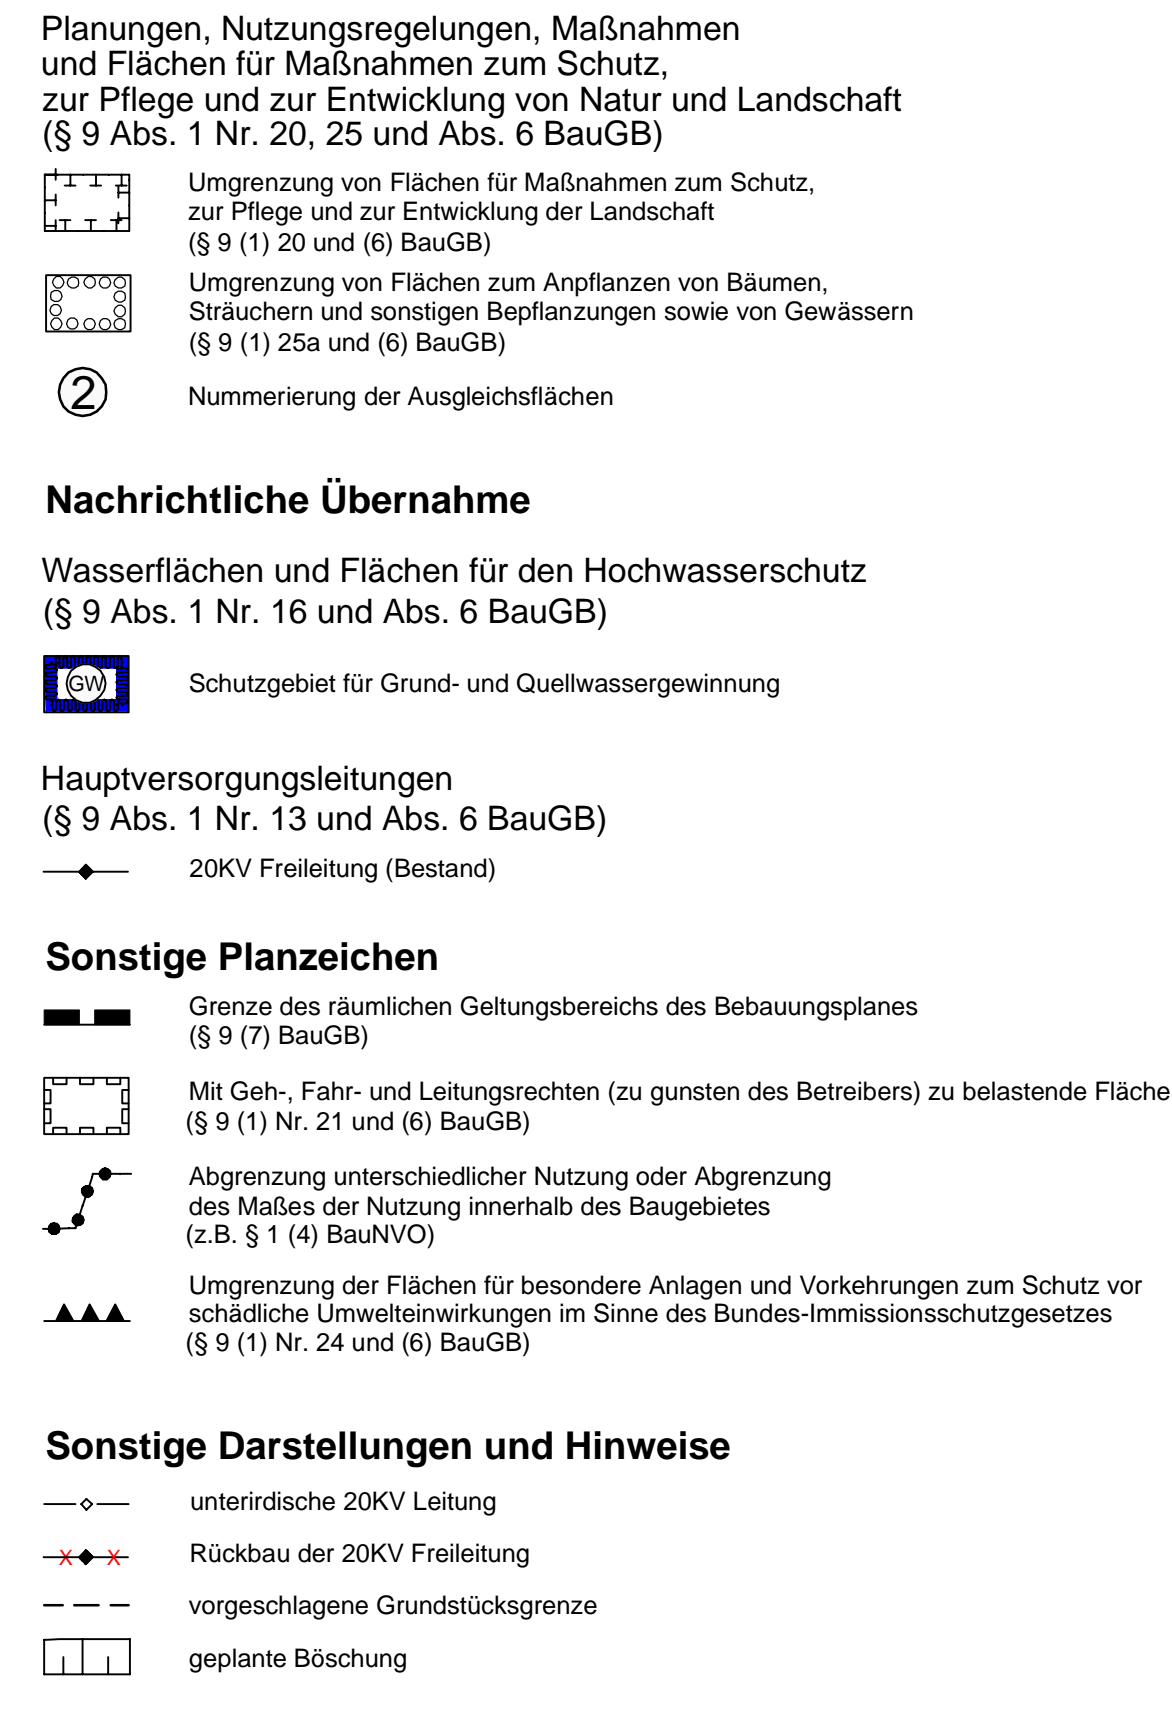 Planungen, Nutzungsregelungen, Maßnahmen
und Flächen für Maßnahmen zum Schutz,
zur Pflege und zur Entwicklung von Natur und Landschaft
(§ 9 Abs. 1 Nr. 20, 25 und Abs. 6 BauGB)
Umgrenzung von Flächen für Maßnahmen zum Schutz,
zur Pflege und zur Entwicklung der Landschaft
(§ 9 (1) 20 und (6) BauGB)
Umgrenzung von Flächen zum Anpflanzen von Bäumen,
Sträuchern und sonstigen Bepflanzungen sowie von Gewässern
(§ 9 (1) 25a und (6) BauGB)
2 Nummerierung der Ausgleichsflächen
Nachrichtliche Übernahme
Wasserflächen und Flächen für den Hochwasserschutz
(§ 9 Abs. 1 Nr. 16 und Abs. 6 BauGB)
GW Schutzgebiet für Grund- und Quellwassergewinnung
Hauptversorgungsleitungen
(§ 9 Abs. 1 Nr. 13 und Abs. 6 BauGB)
20KV Freileitung (Bestand)
Sonstige Planzeichen
Grenze des räumlichen Geltungsbereichs des Bebauungsplanes
(§ 9 (7) BauGB)
Mit Geh-, Fahr- und Leitungsrechten (zu gunsten des Betreibers) zu belastende Fläche
(§ 9 (1) Nr. 21 und (6) BauGB)
Abgrenzung unterschiedlicher Nutzung oder Abgrenzung
des Maßes der Nutzung innerhalb des Baugebietes
(z.B. § 1 (4) BauNVO)
Umgrenzung der Flächen für besondere Anlagen und Vorkehrungen zum Schutz vor
schädliche Umwelteinwirkungen im Sinne des Bundes-Immissionsschutzgesetzes
(§ 9 (1) Nr. 24 und (6) BauGB)
Sonstige Darstellungen und Hinweise
unterirdische 20KV Leitung
X X Rückbau der 20KV Freileitung
vorgeschlagene Grundstücksgrenze
geplante Böschung